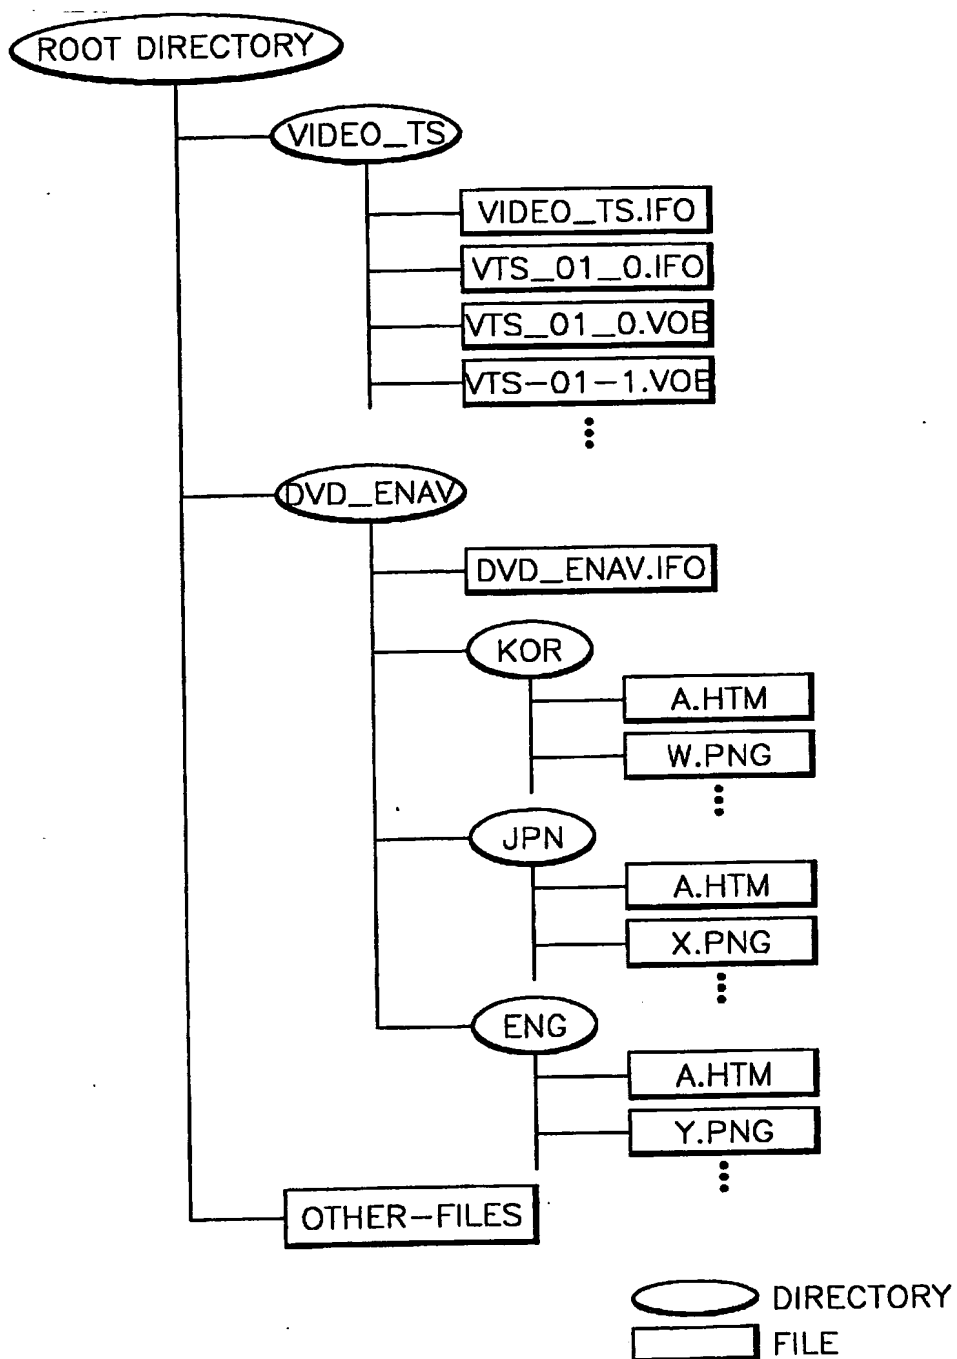 ROOT DIRECTORY
VIDEO_TS
VIDEO_TS.IFO
VTS_01_0.IFO
VTS_01_0.VOB
VTS-01-1.VOB
DVD_ENAV
DVD_ENAV.IFO
KOR
A.HTM
W.PNG
JPN
A.HTM
X.PNG
ENG
A.HTM
Y.PNG
OTHER-FILES
DIRECTORY
FILE